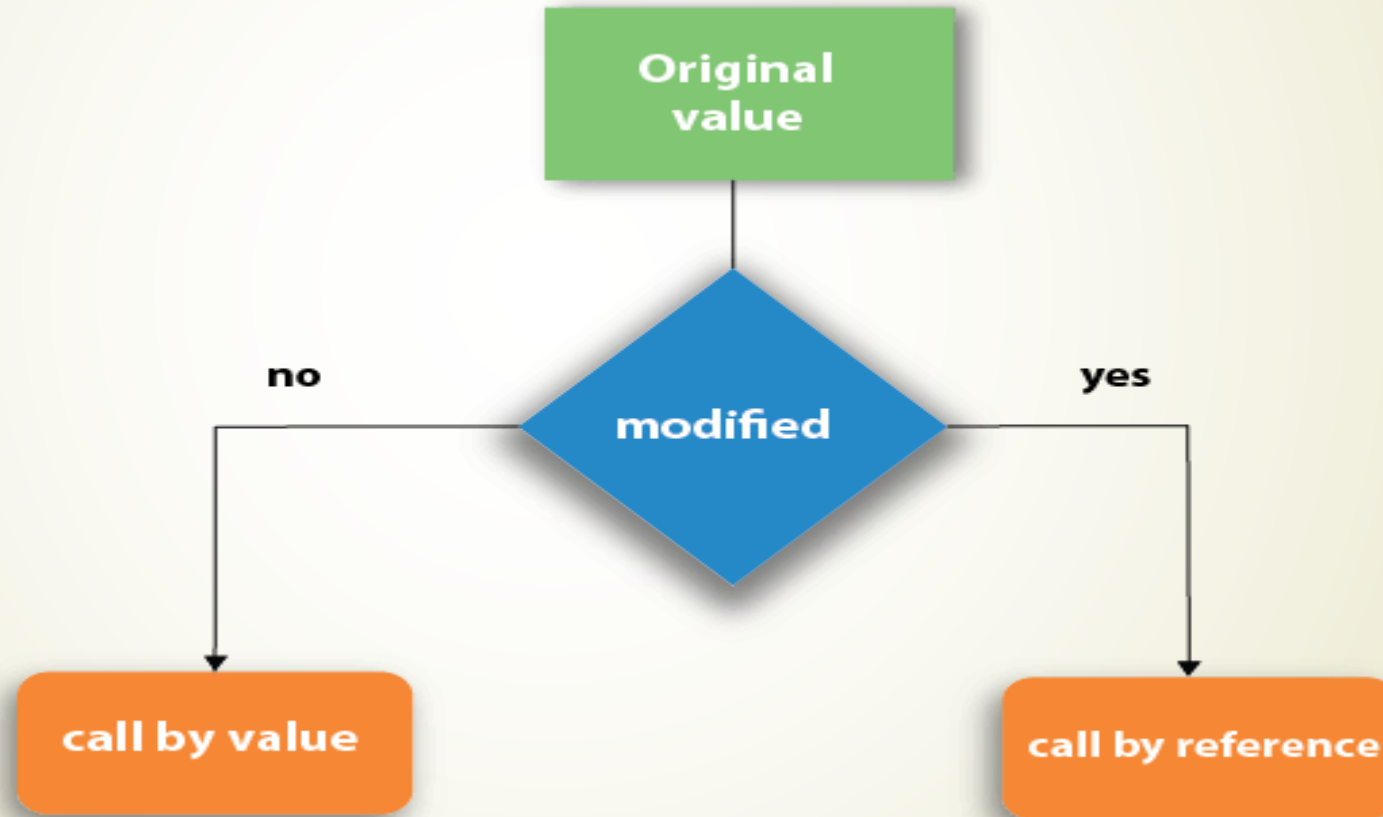 Original
value
no
yes
modified
call by value
call by reference